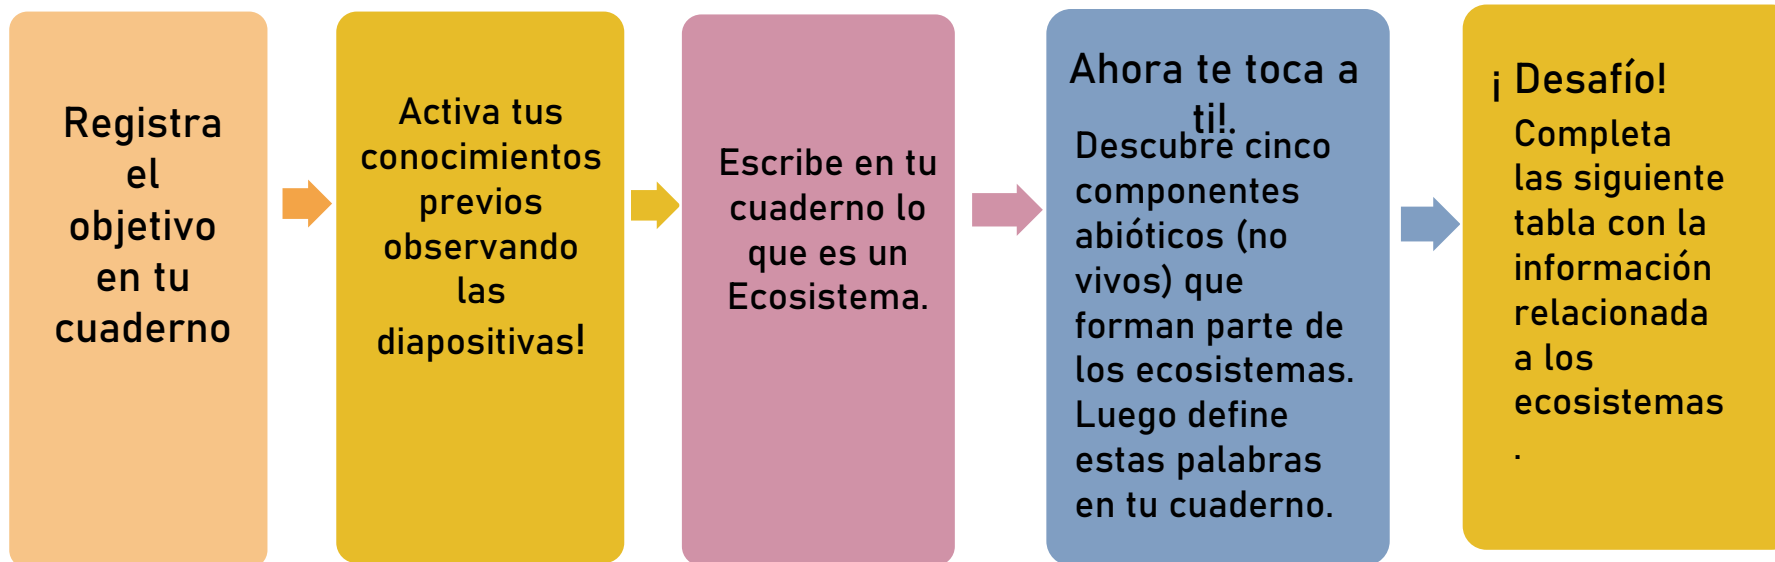 Registra
el
objetivo
en tu
cuaderno
Activa tus
conocimientos
previos
observando
las
diapositivas!
Escribe en tu
cuaderno lo
que es un
Ecosistema.
Ahora te toca a
ti!.
Descubre cinco
componentes
abióticos (no
vivos) que
forman parte de
los ecosistemas.
Luego define
estas palabras
en tu cuaderno.
¡ Desafío!
Completa
las siguiente
tabla con la
información
relacionada
a los
ecosistemas
.